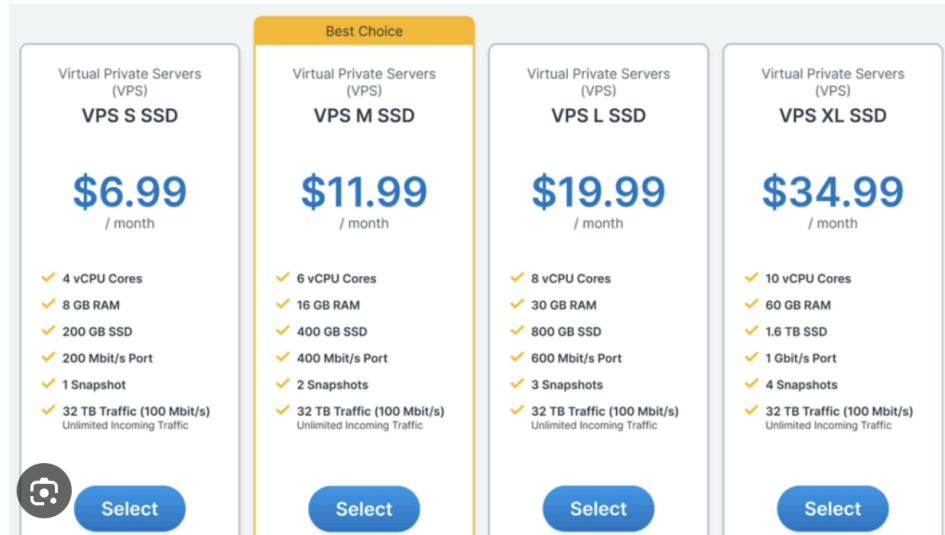 Best Choice
Virtual Private Servers
(VPS)
VPS S SSD
$6.99
/ month
4 vCPU Cores
8 GB RAM
200 GB SSD
200 Mbit/s Port
1 Snapshot
32 TB Traffic (100 Mbit/s)
Unlimited Incoming Traffic
Select
Virtual Private Servers
(VPS)
VPS M SSD
$11.99
/ month
6 vCPU Cores
16 GB RAM
400 GB SSD
400 Mbit/s Port
2 Snapshots
32 TB Traffic (100 Mbit/s)
Unlimited Incoming Traffic
Select
Virtual Private Servers
(VPS)
VPS L SSD
$19.99
/ month
8 vCPU Cores
30 GB RAM
800 GB SSD
600 Mbit/s Port
3 Snapshots
32 TB Traffic (100 Mbit/s)
Unlimited Incoming Traffic
Select
Virtual Private Servers
(VPS)
VPS XL SSD
$34.99
/ month
10 vCPU Cores
60 GB RAM
1.6 TB SSD
1 Gbit/s Port
4 Snapshots
32 TB Traffic (100 Mbit/s)
Unlimited Incoming Traffic
Select